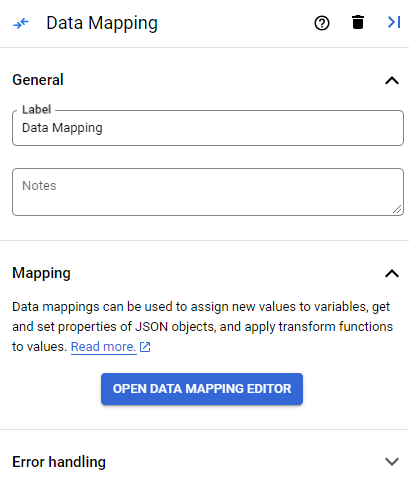 Data Mapping
General
Label
Data Mapping
Notes
Mapping
Data mappings can be used to assign new values to variables, get
and set properties of JSON objects, and apply transform functions
to values. Read more.
OPEN DATA MAPPING EDITOR
Error handling